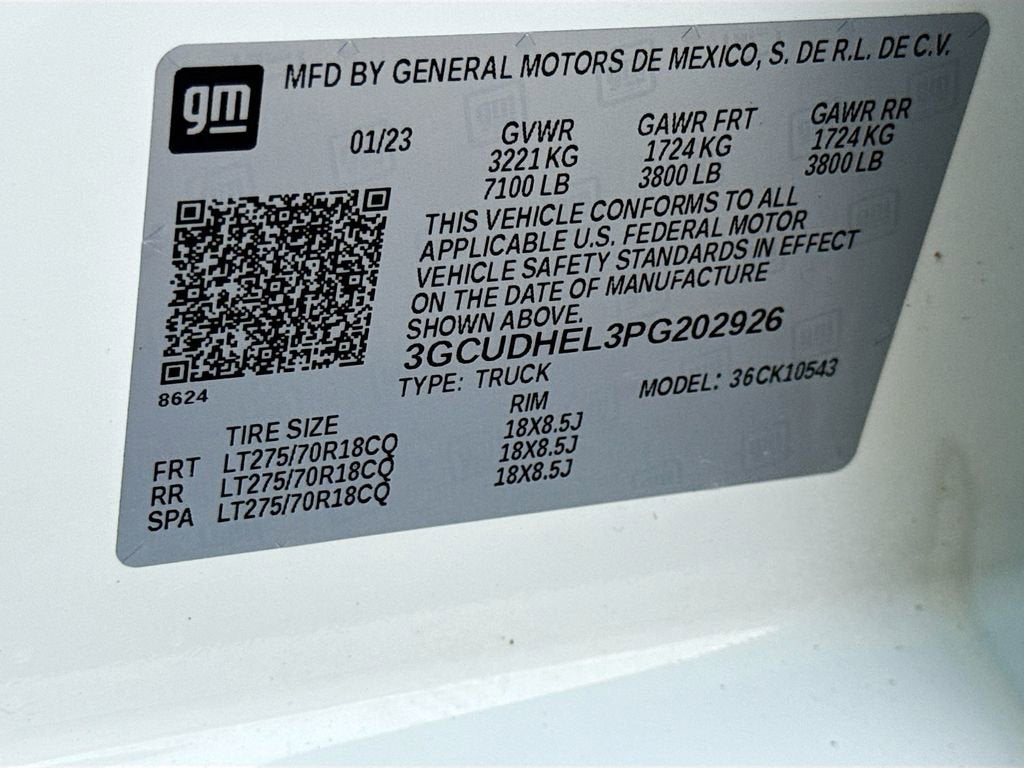 gm
MFD BY GENERAL MOTORS DE MEXICO, S. DE R.L. DE C.V.
01/23
GVWR GAWR FRT GAWR RR
3221 KG 1724 KG 1724 KG
7100 LB 3800 LB 3800 LB
THIS VEHICLE CONFORMS TO ALL
APPLICABLE U.S. FEDERAL MOTOR
VEHICLE SAFETY STANDARDS IN EFFECT
ON THE DATE OF MANUFACTURE
SHOWN ABOVE.
3GCUDHEL3PG202926
8624
TYPE: TRUCK MODEL: 36CK10543
TIRE SIZE RIM
FRT LT275/70R18CQ 18X8.5J
RR LT275/70R18CQ 18X8.5J
SPA LT275/70R18CQ 18X8.5J